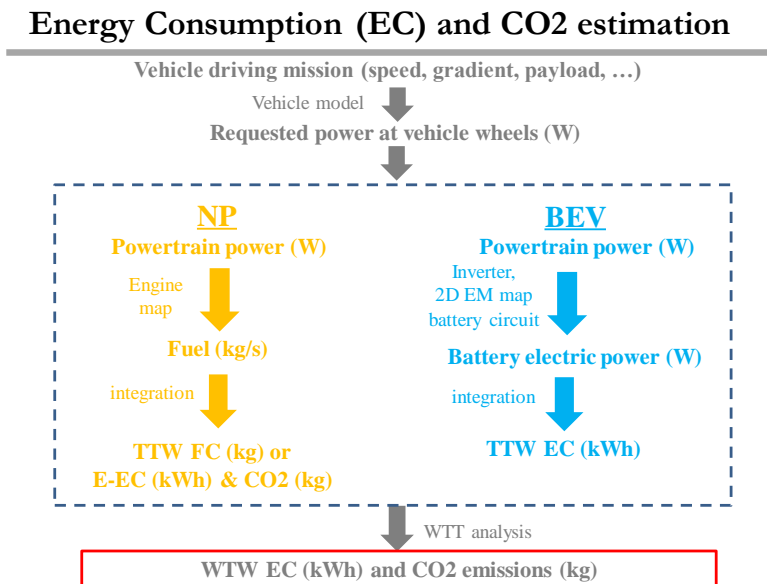 Energy Consumption (EC) and CO2 estimation
Vehicle driving mission (speed, gradient, payload, …)
Vehicle model
Requested power at vehicle wheels (W)
NP
Powertrain power (W)
Engine
map
Fuel (kg/s)
integration
TTW FC (kg) or
E-EC (kWh) & CO2 (kg)
BEV
Powertrain power (W)
Inverter,
2D EM map
battery circuit
Battery electric power (W)
integration
TTW EC (kWh)
WTT analysis
WTW EC (kWh) and CO2 emissions (kg)